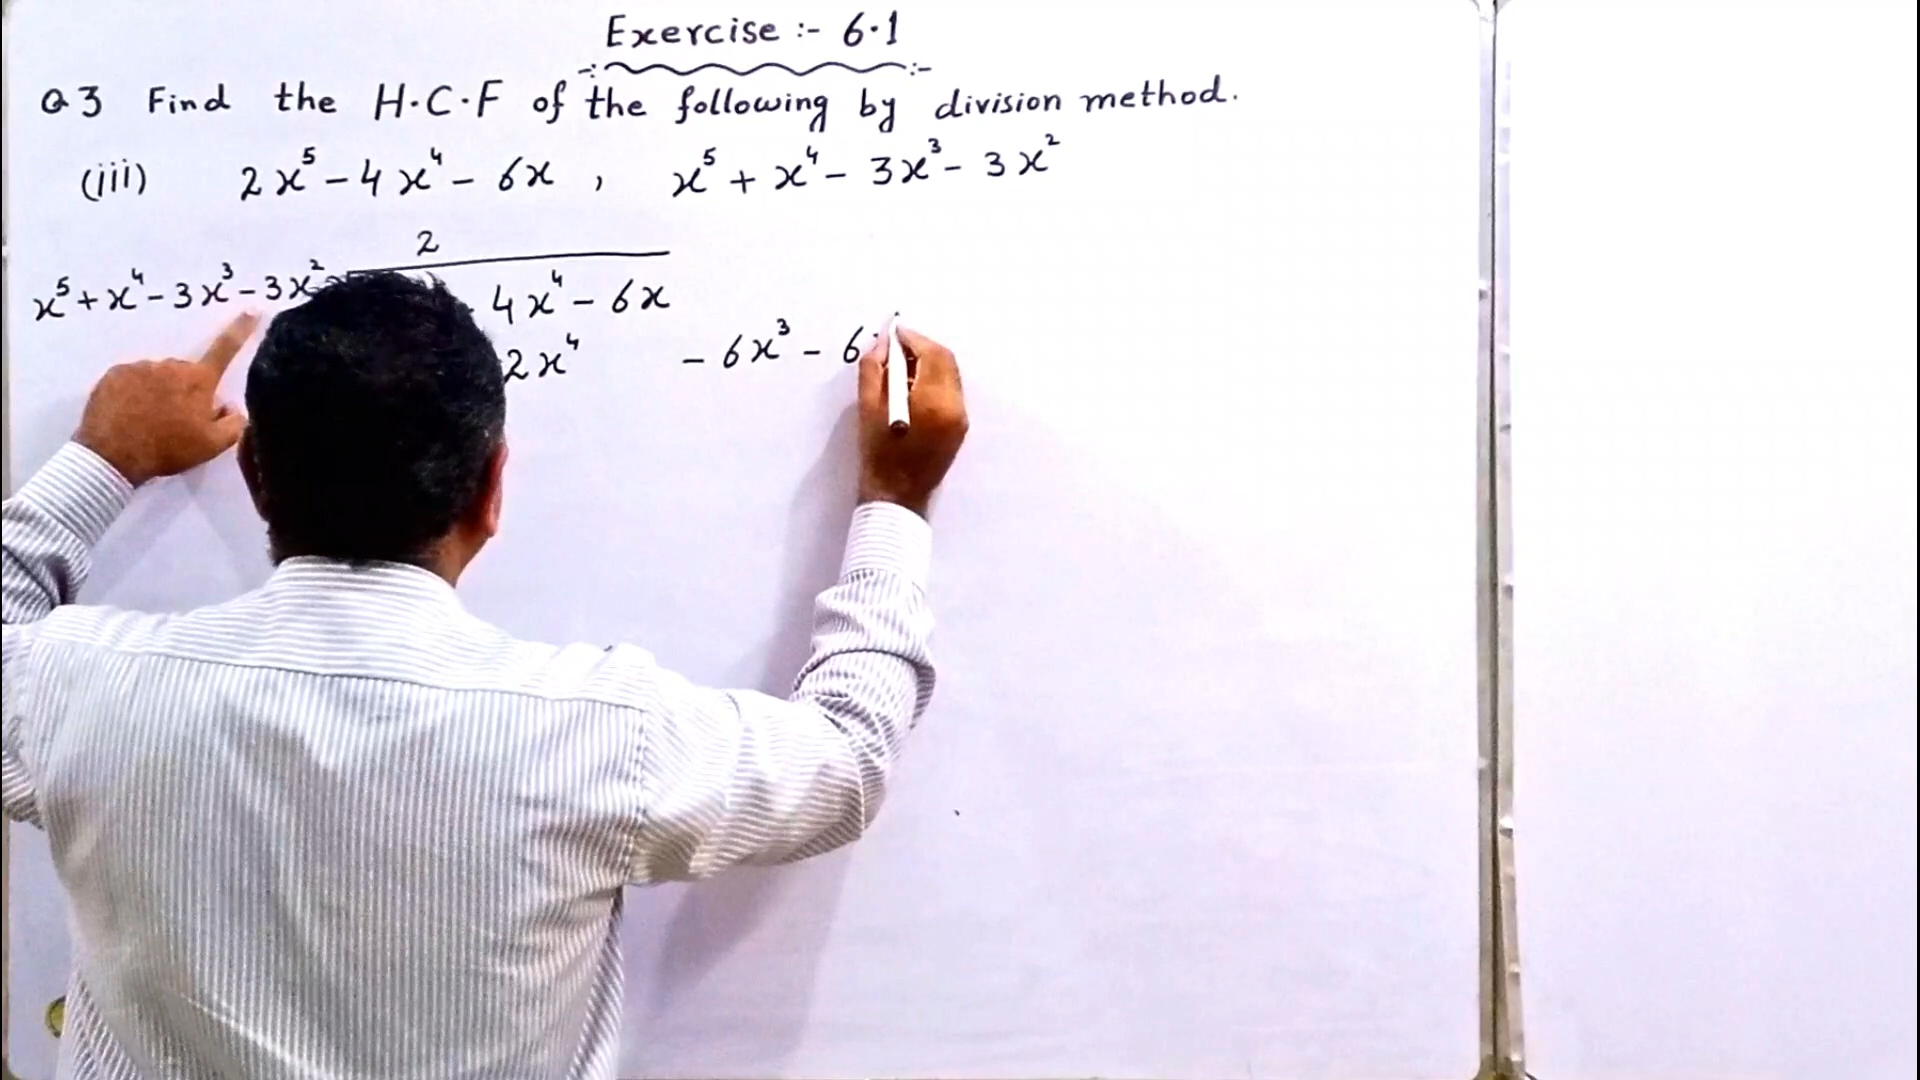 Exercise :- 6.1
Q3 Find the H.C.F of the following by division method.
(iii) 2x⁵ - 4x⁴ - 6x , x⁵ + x⁴ - 3x³ - 3x²
2
x⁵ + x⁴ - 3x³ - 3x² 4x⁴ - 6x
2x⁴ - 6x³ - 6